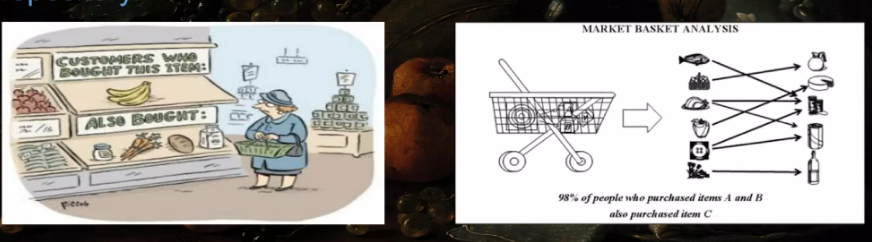 CUSTOMERS WHO
BOUGHT THIS ITEM:
ALSO BOUGHT:
MARKET BASKET ANALYSIS
98% of people who purchased items A and B
also purchased item C